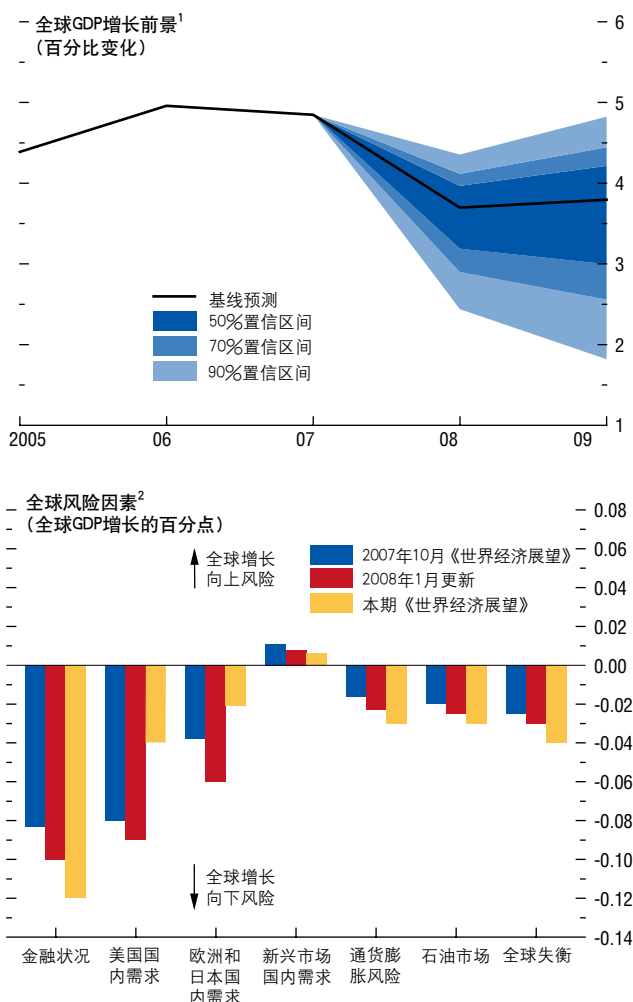 全球GDP增长前景1
（百分比变化）
6
5
4
3
2
1
基线预测
50%置信区间
70%置信区间
90%置信区间
2005 06 07 08 09
全球风险因素2
（全球GDP增长的百分点）
全球增长
向上风险
2007年10月《世界经济展望》
2008年1月更新
本期《世界经济展望》
0.08
0.06
0.04
0.02
0.00
-0.02
-0.04
-0.06
-0.08
-0.10
-0.12
-0.14
全球增长
向下风险
金融状况
美国国
内需求
欧洲和
日本国
内需求
新兴市场
国内需求
通货膨
胀风险
石油市场
全球失衡